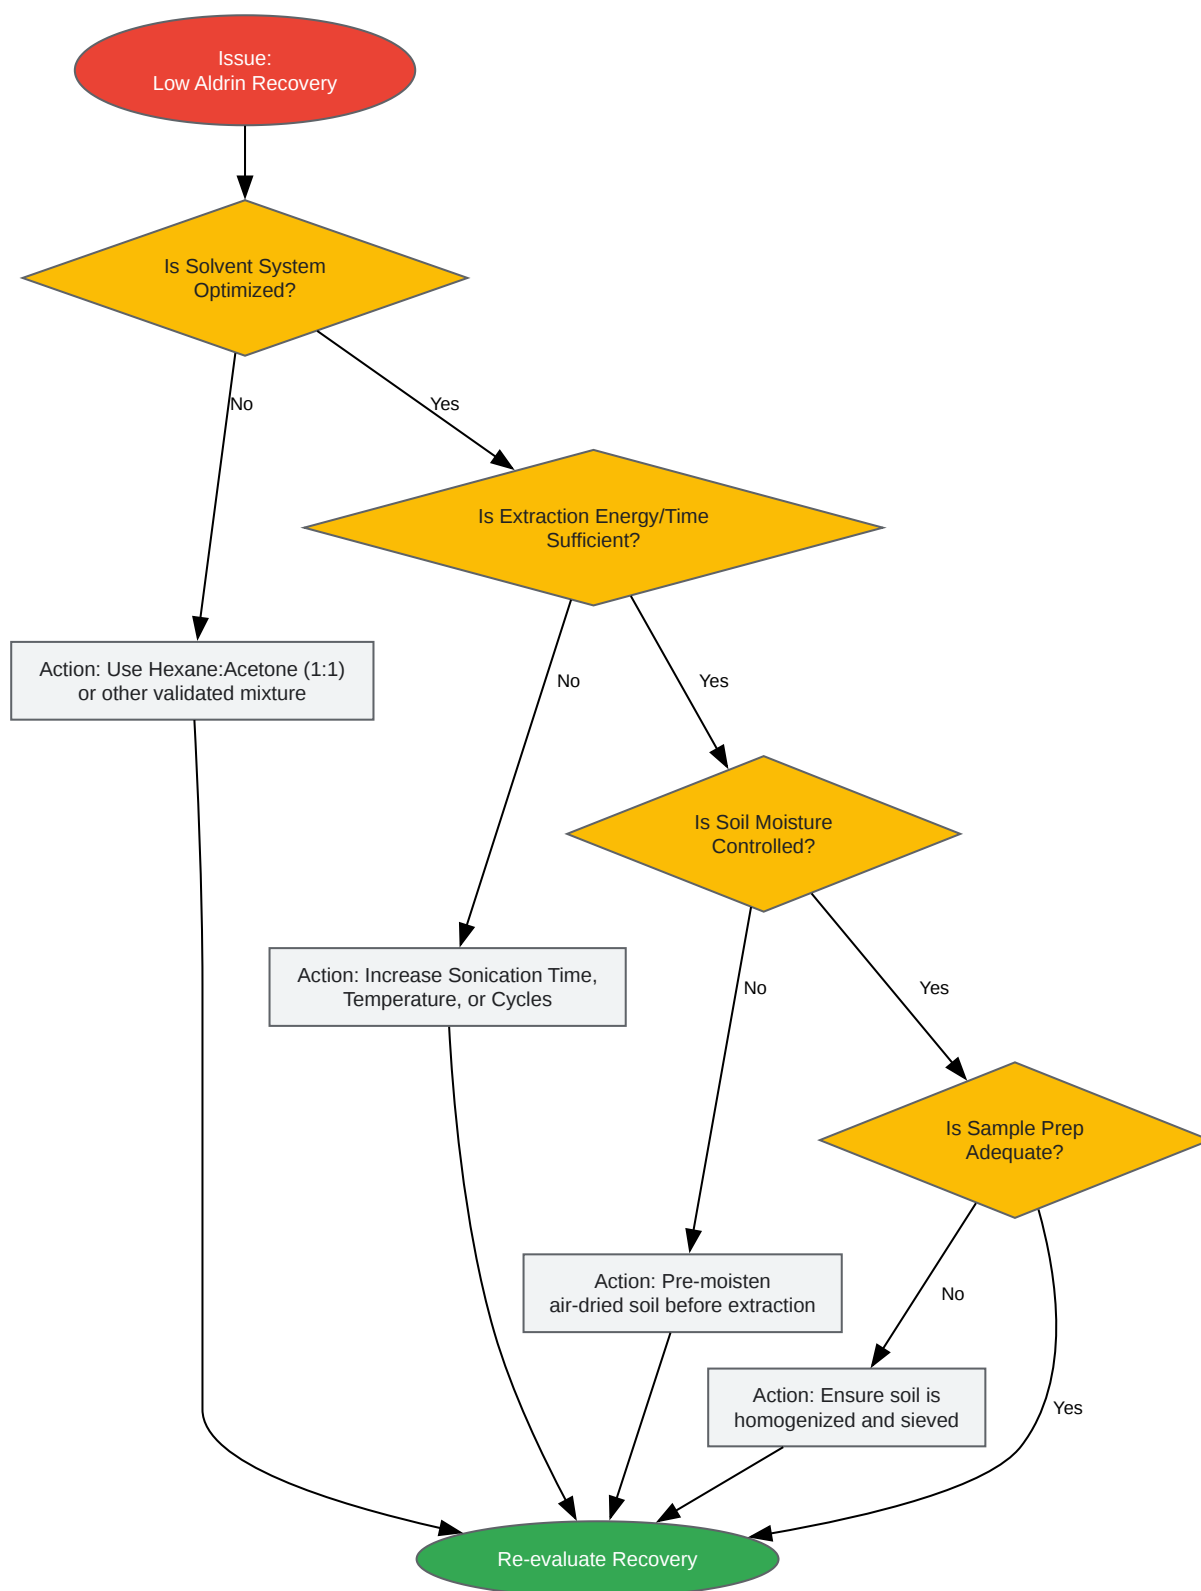 Issue:
Low Aldrin Recovery
Is Solvent System
Optimized?
No
Yes
Is Extraction Energy/Time
Sufficient?
Action: Use Hexane:Acetone (1:1)
or other validated mixture
No
Yes
Is Soil Moisture
Controlled?
Action: Increase Sonication Time,
Temperature, or Cycles
No
Yes
Is Sample Prep
Adequate?
Action: Pre-moisten
air-dried soil before extraction
No
Action: Ensure soil is
homogenized and sieved
Yes
Re-evaluate Recovery